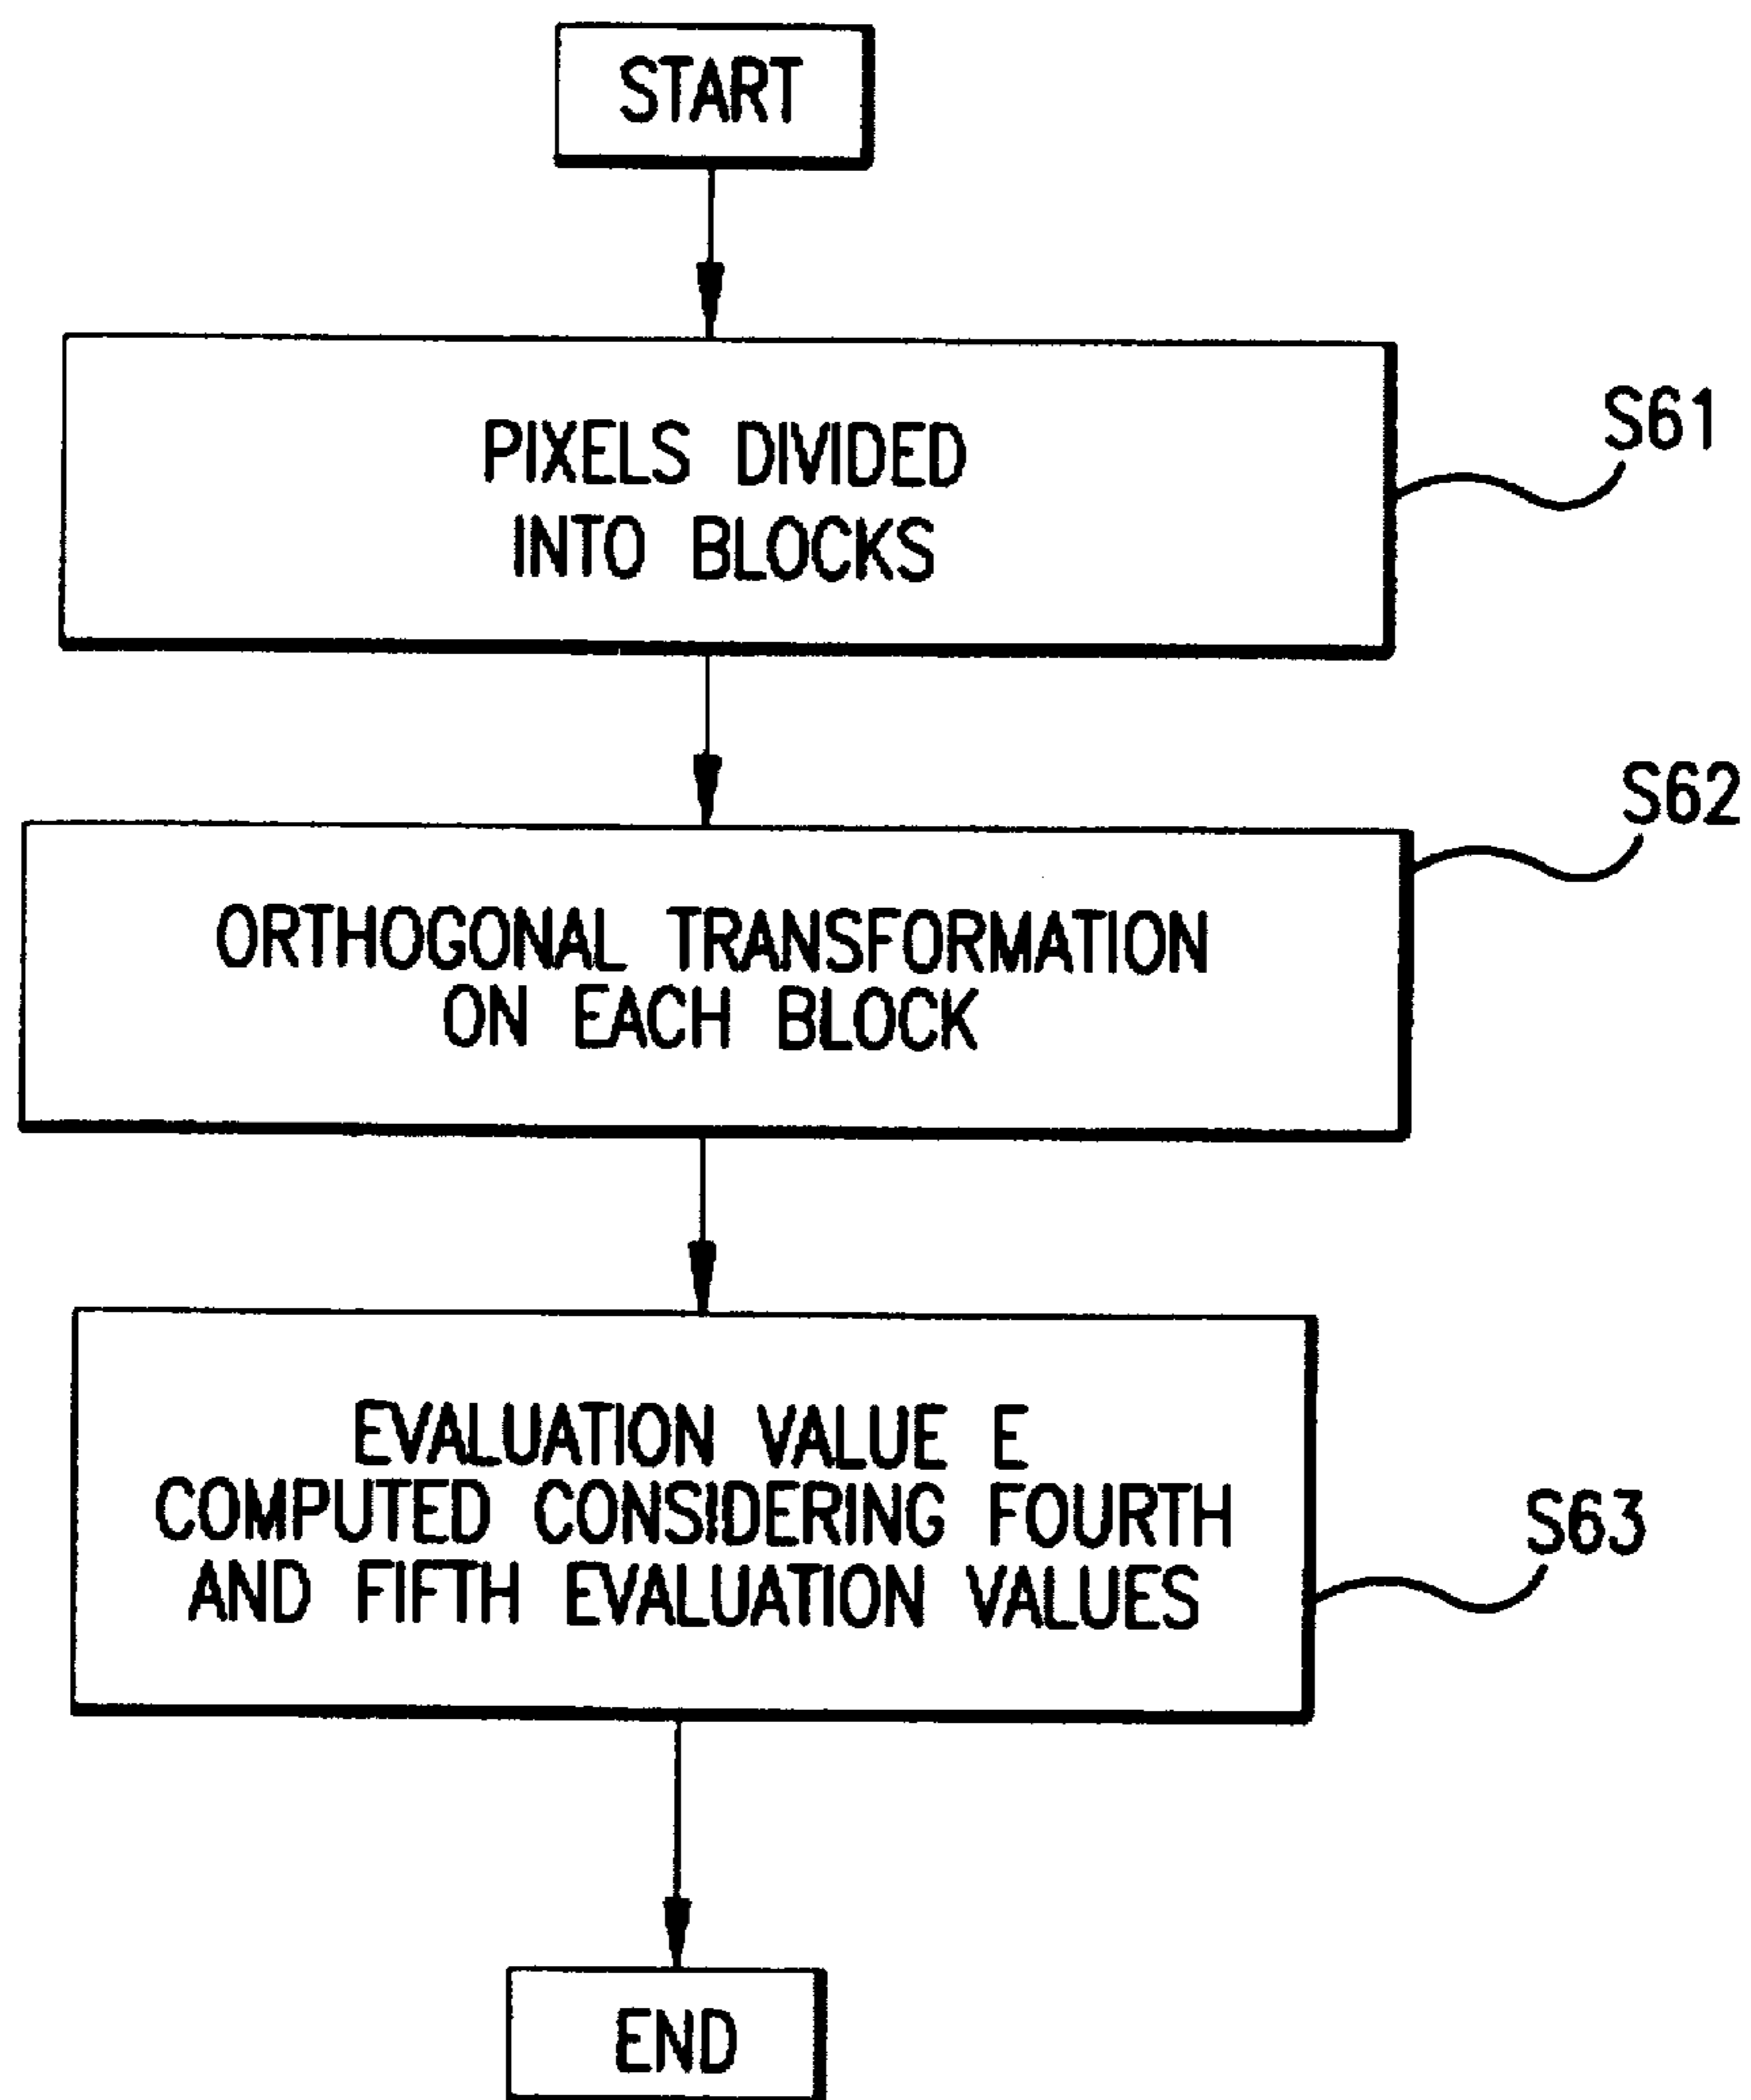 START
PIXELS DIVIDED
INTO BLOCKS
S61
ORTHOGONAL TRANSFORMATION
ON EACH BLOCK
S62
EVALUATION VALUE E
COMPUTED CONSIDERING FOURTH
AND FIFTH EVALUATION VALUES
S63
END